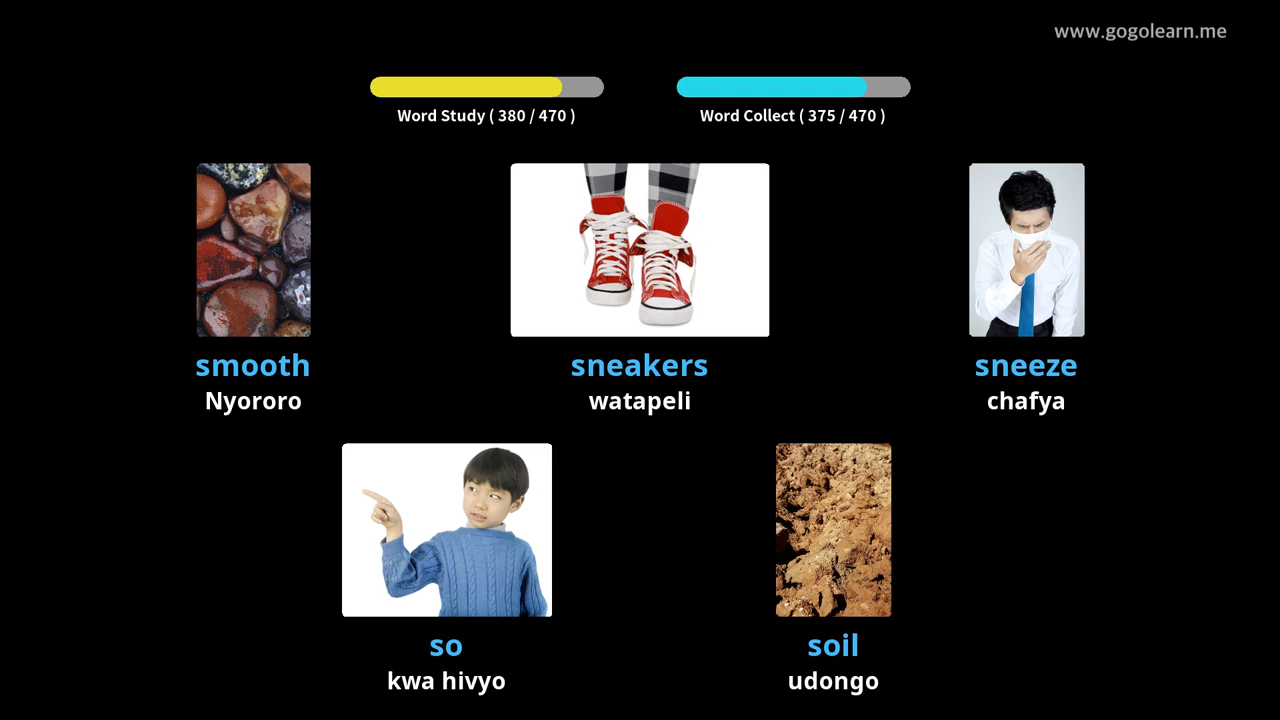 www.gogolearn.me
Word Study ( 380 / 470 )
Word Collect ( 375 / 470 )
smooth
Nyororo
sneakers
watapeli
sneeze
chafya
so
kwa hivyo
soil
udongo